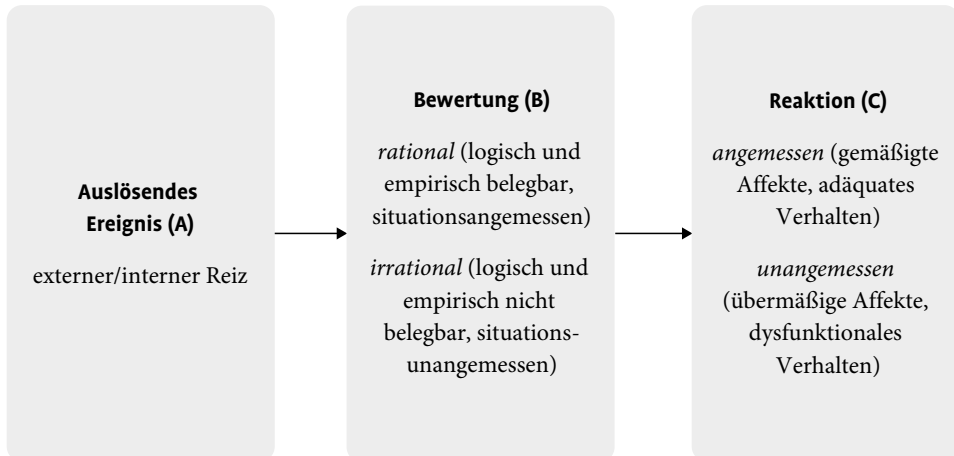 Auslösendes
Ereignis (A)
externer/interner Reiz
Bewertung (B)
rational (logisch und
empirisch belegbar,
situationsangemessen)
irrational (logisch und
empirisch nicht
belegbar, situations-
unangemessen)
Reaktion (C)
angemessen (gemäßigte
Affekte, adäquates
Verhalten)
unangemessen
(übermäßige Affekte,
dysfunktionales
Verhalten)